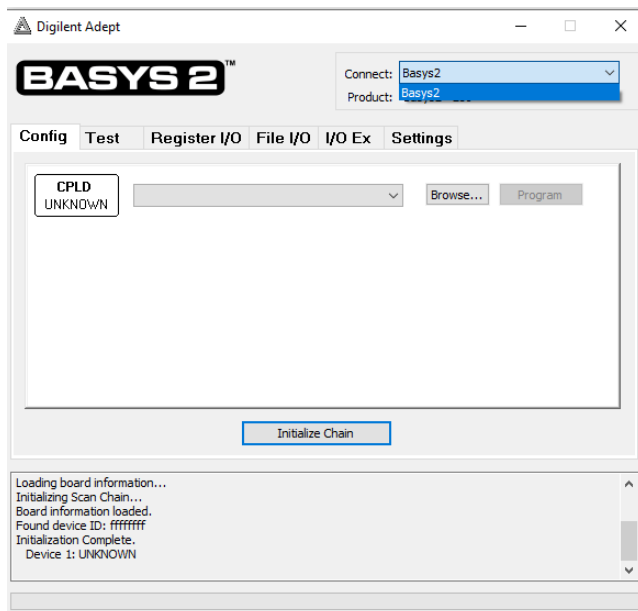 Digilent Adept
BASYS 2™
Connect: Basys2
Basys2
Product:
Config Test Register I/O File I/O I/O Ex Settings
CPLD
UNKNOWN
Browse... Program
Initialize Chain
Loading board information...
Initializing Scan Chain...
Board information loaded.
Found device ID: ffffffff
Initialization Complete.
Device 1: UNKNOWN